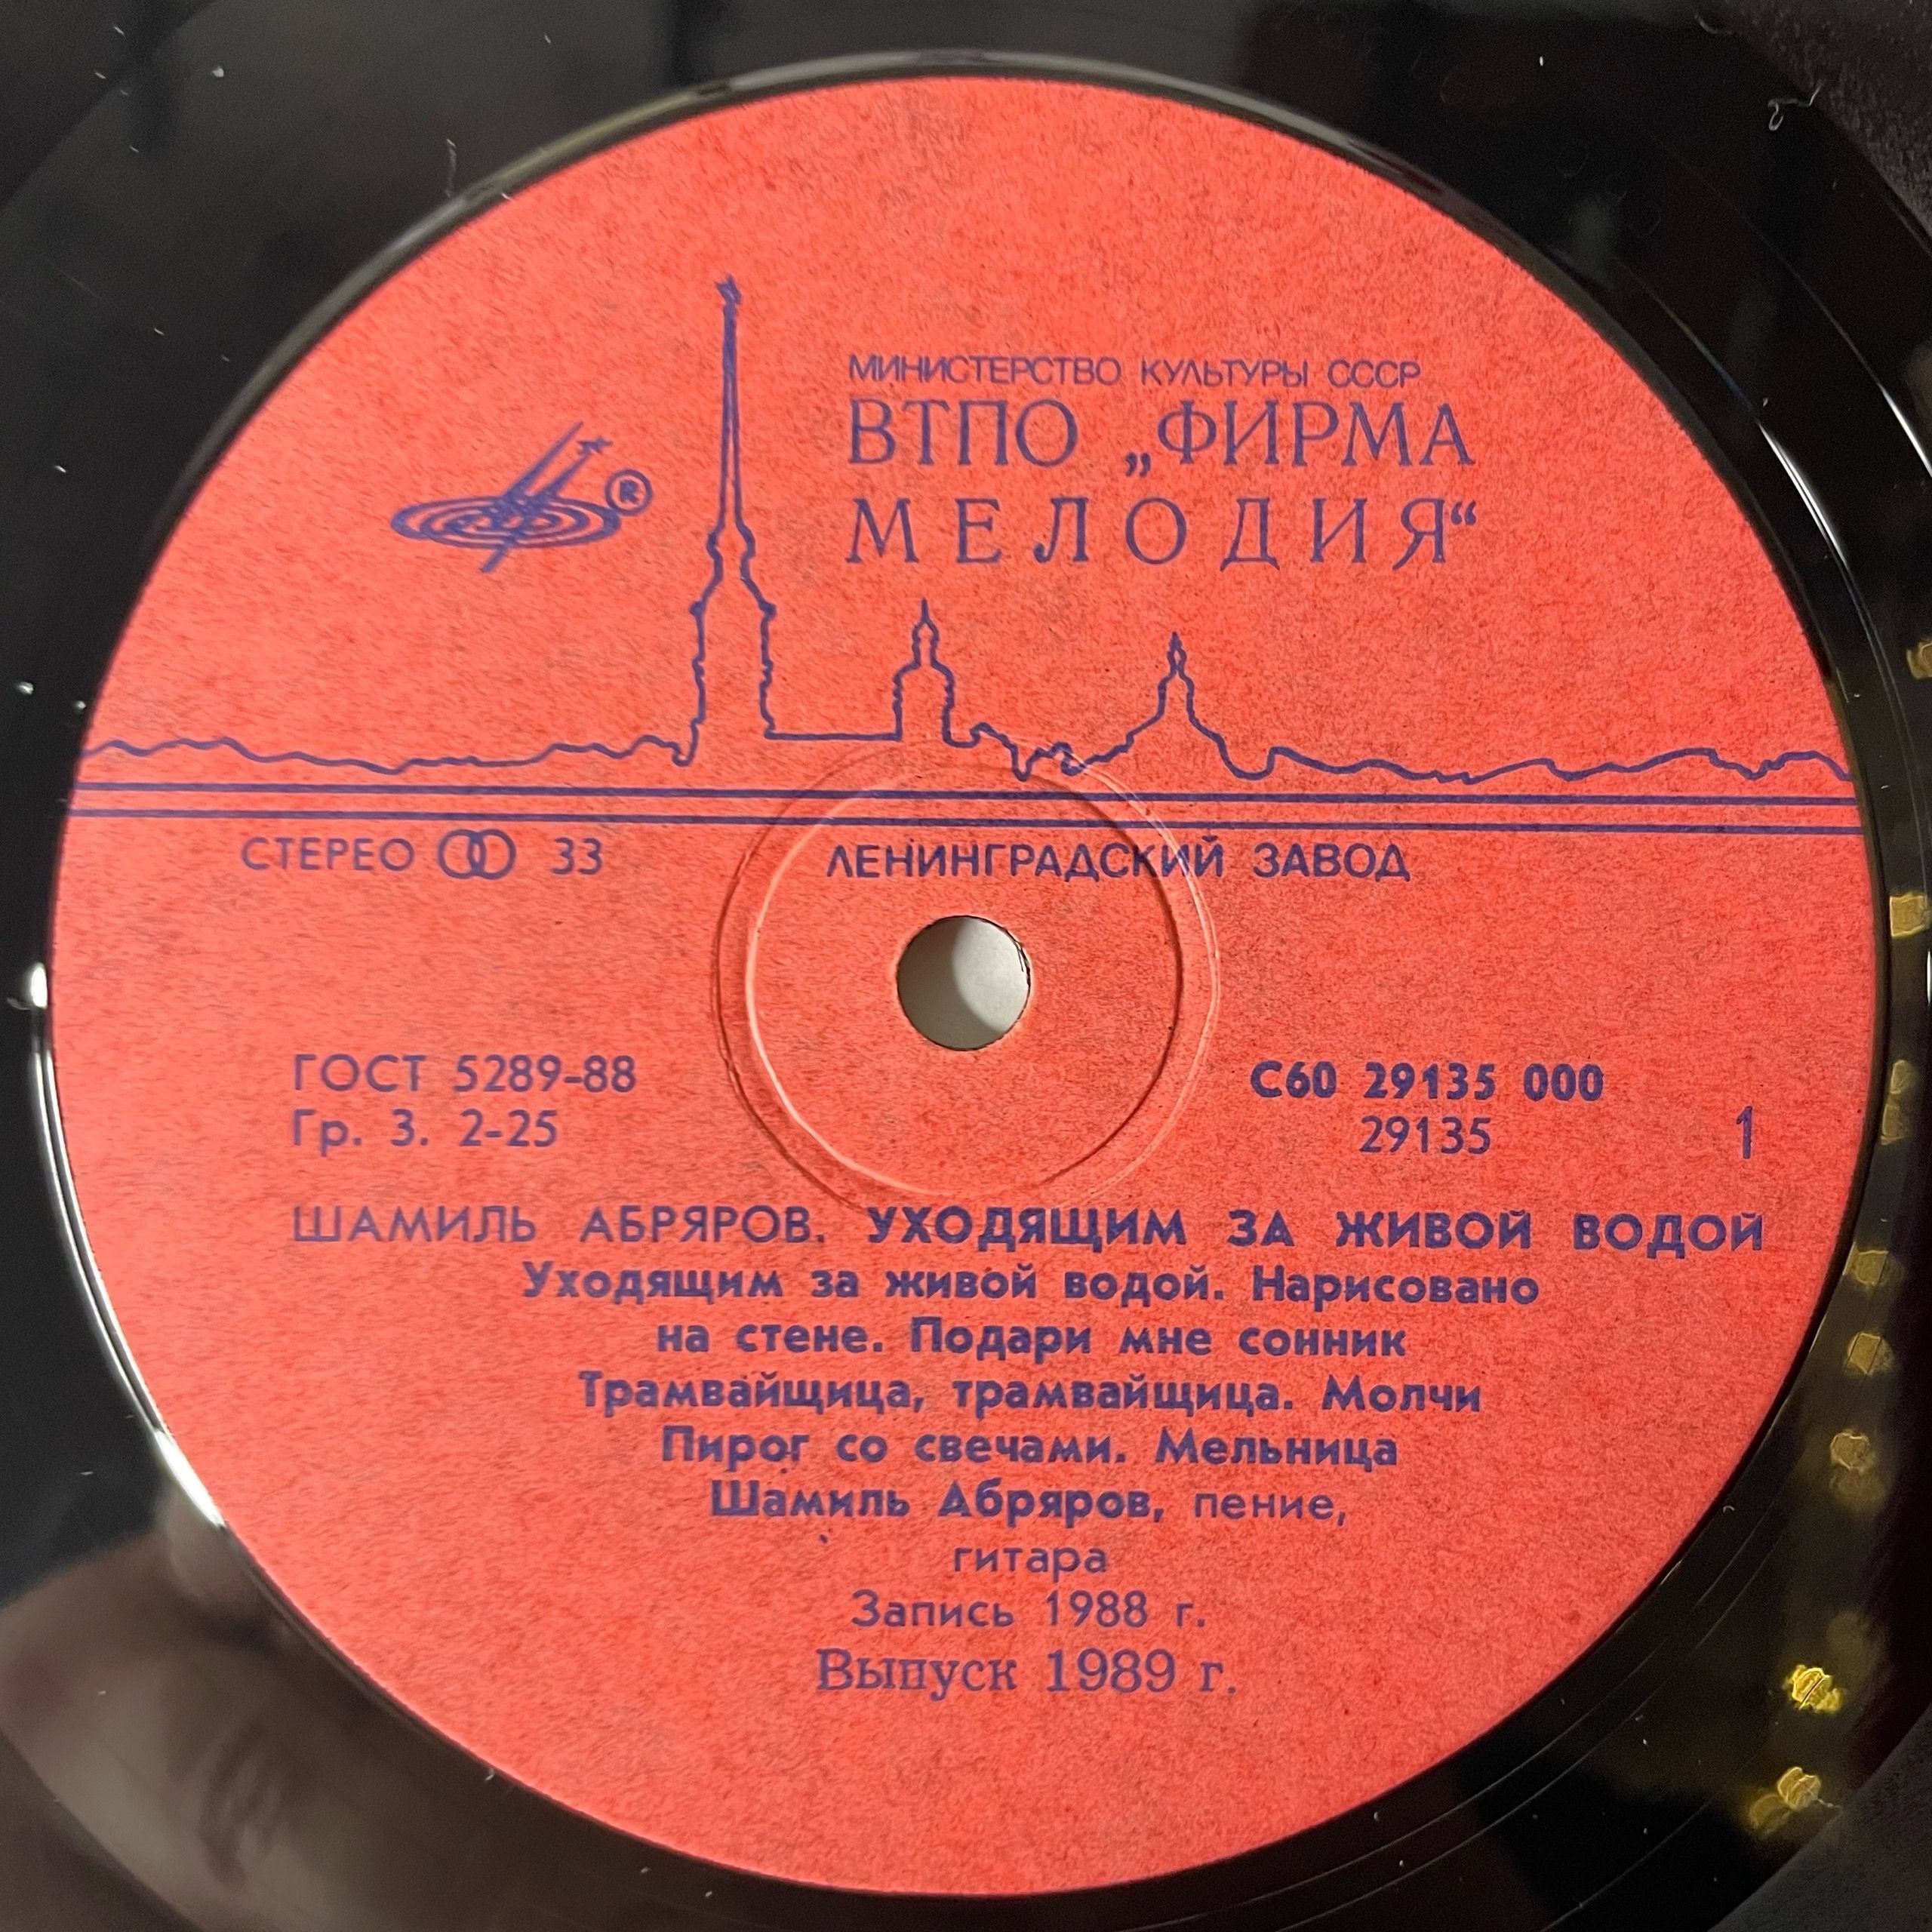 МИНИСТЕРСТВО КУЛЬТУРЫ СССР
ВТПО „ФИРМА
МЕЛОДИЯ“
®
СТЕРЕО 33
ЛЕНИНГРАДСКИЙ ЗАВОД
ГОСТ 5289-88
Гр. 3. 2-25
С60 29135 000
29135
1
ШАМИЛЬ АБРЯРОВ. УХОДЯЩИМ ЗА ЖИВОЙ ВОДОЙ
Уходящим за живой водой. Нарисовано
на стене. Подари мне сонник
Трамвайщица, трамвайщица. Молчи
Пирог со свечами. Мельница
Шамиль Абряров, пение,
гитара
Запись 1988 г.
Выпуск 1989 г.